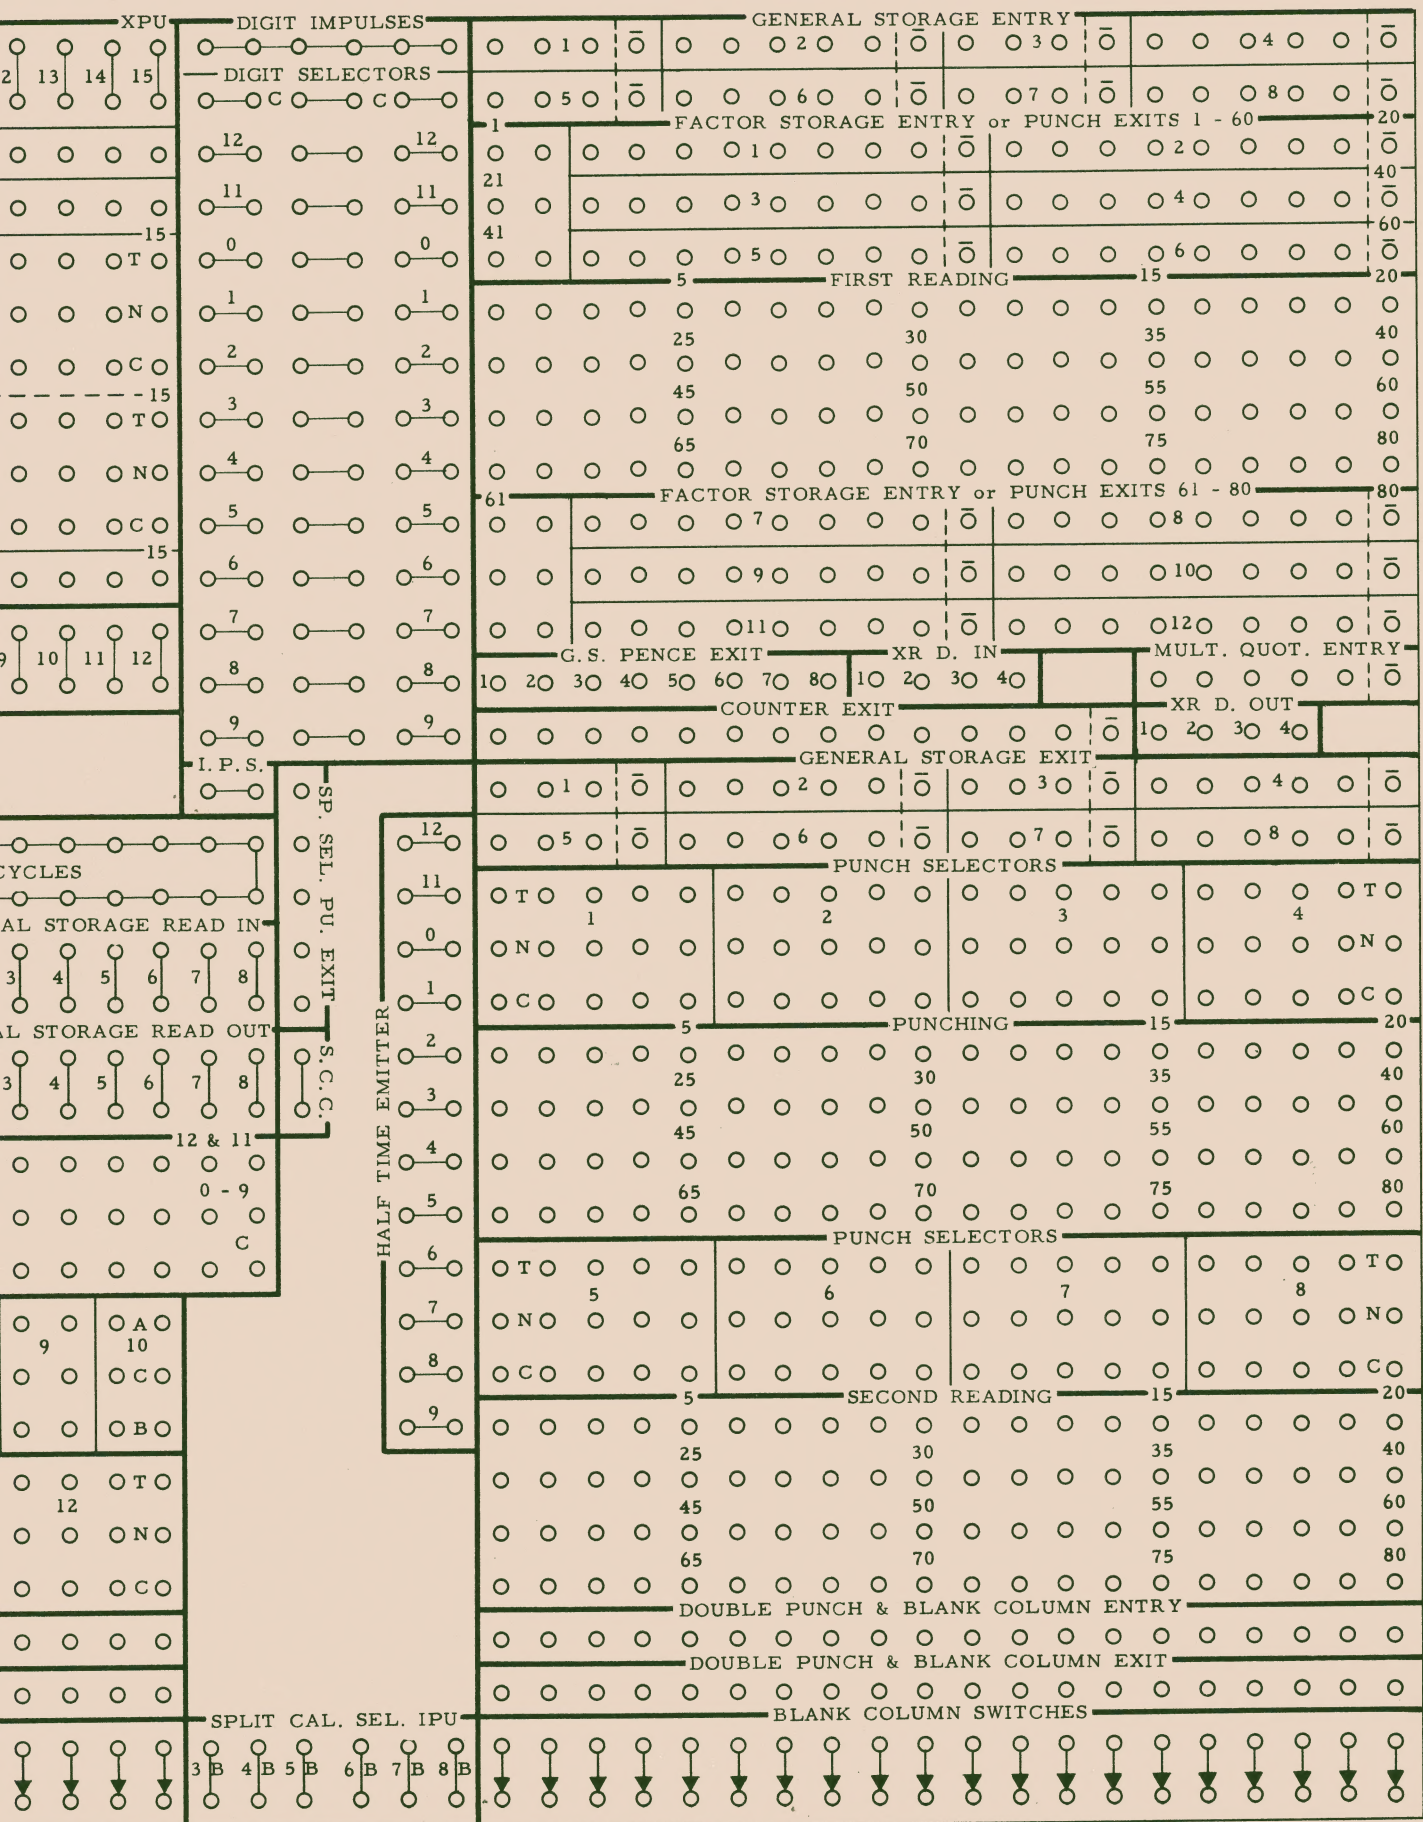 XPU DIGIT IMPULSES GENERAL STORAGE ENTRY
1 O̅ 2 O̅ 3 O̅ 4 O̅
2 13 14 15 DIGIT SELECTORS
C C 5 O̅ 6 O̅ 7 O̅ 8 O̅
1 FACTOR STORAGE ENTRY or PUNCH EXITS 1 - 60 20
12 12 1 O̅ 2 O̅
21 40
11 11 3 O̅ 4 O̅
15 41 60
T 0 0 5 O̅ 6 O̅
5 FIRST READING 15 20
N 1 1
25 30 35 40
C 2 2
15 45 50 55 60
T 3 3
65 70 75 80
N 4 4
61 FACTOR STORAGE ENTRY or PUNCH EXITS 61 - 80 80
C 5 5 7 O̅ 8 O̅
15
6 6 9 O̅ 10 O̅
7 7 11 O̅ 12 O̅
9 10 11 12 G.S. PENCE EXIT XR D. IN MULT. QUOT. ENTRY
8 8 1 2 3 4 5 6 7 8 1 2 3 4 O̅
COUNTER EXIT XR D. OUT
9 9 O̅ 1 2 3 4
I. P. S. GENERAL STORAGE EXIT
1 O̅ 2 O̅ 3 O̅ 4 O̅
SP. SEL. PU. EXIT
12 5 O̅ 6 O̅ 7 O̅ 8 O̅
CYCLES PUNCH SELECTORS
11 T T
1 2 3 4
AL STORAGE READ IN
0 N N
3 4 5 6 7 8
1 C C
AL STORAGE READ OUT 5 PUNCHING 15 20
S. C. C.
HALF TIME EMITTER
2
3 4 5 6 7 8 25 30 35 40
3
12 & 11 45 50 55 60
4
0 - 9 65 70 75 80
5
C PUNCH SELECTORS
6 T T
5 6 7 8
A 7 N N
9 10
C 8 C C
5 SECOND READING 15 20
B 9
25 30 35 40
T
12 45 50 55 60
N
65 70 75 80
C
DOUBLE PUNCH & BLANK COLUMN ENTRY
DOUBLE PUNCH & BLANK COLUMN EXIT
SPLIT CAL. SEL. IPU BLANK COLUMN SWITCHES
3 B 4 B 5 B 6 B 7 B 8 B